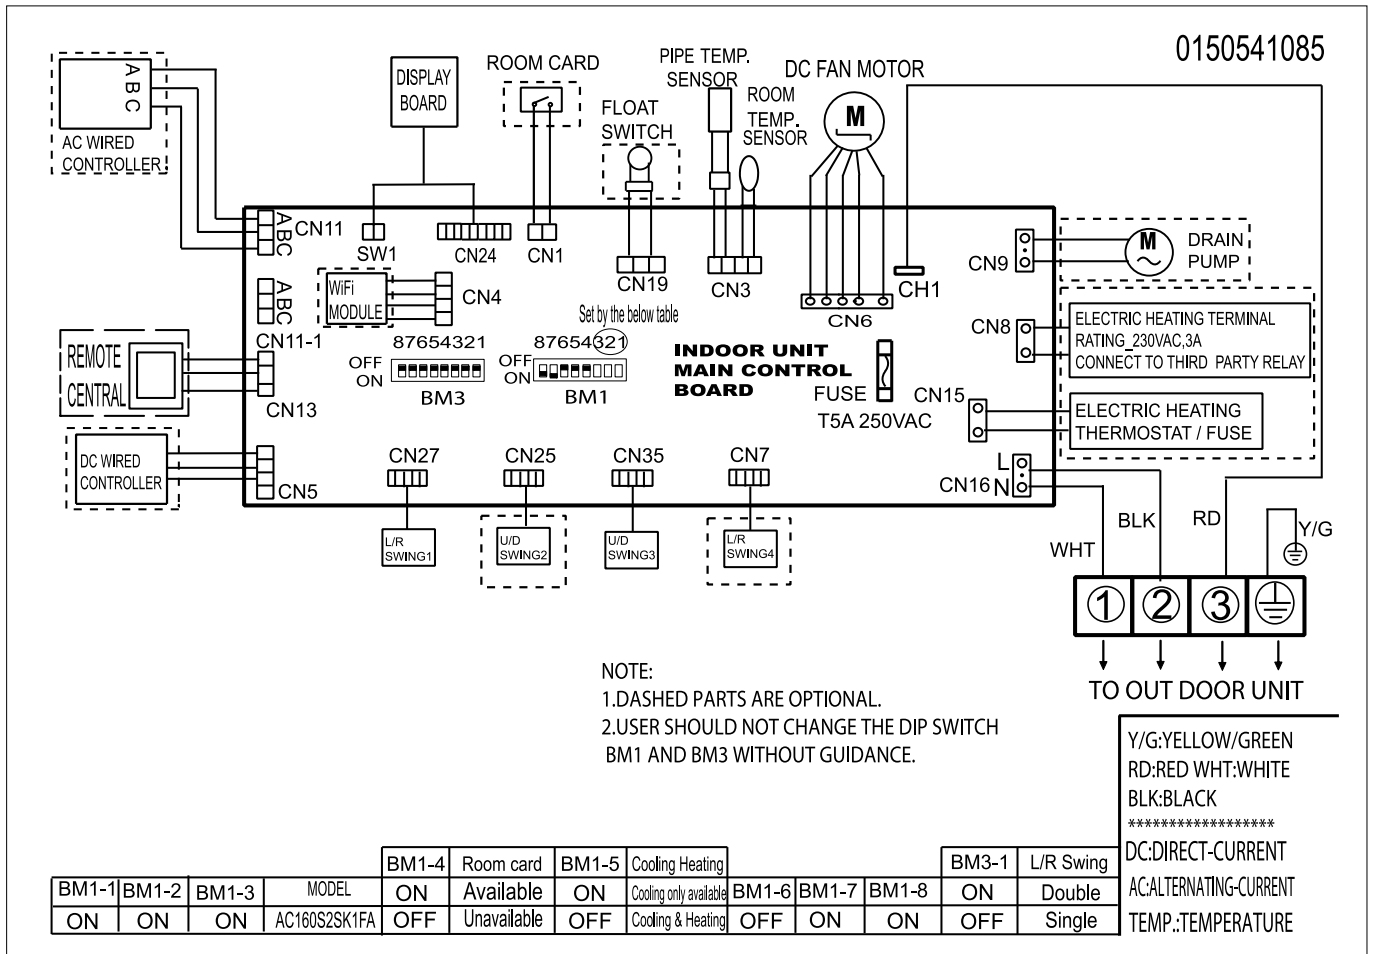 0150541085
A
B
C
AC WIRED
CONTROLLER
DISPLAY
BOARD
ROOM CARD
FLOAT
SWITCH
PIPE TEMP.
SENSOR
ROOM
TEMP.
SENSOR
DC FAN MOTOR
M
A
B
C
CN11
SW1
CN24
CN1
CN19
CN3
CN6
CH1
CN9
M
DRAIN
PUMP
A
B
C
CN11-1
WiFi
MODULE
CN4
Set by the below table
87654321
OFF
ON
BM3
87654321
OFF
ON
BM1
INDOOR UNIT
MAIN CONTROL
BOARD
FUSE
T5A 250VAC
CN8
ELECTRIC HEATING TERMINAL
RATING_230VAC,3A
CONNECT TO THIRD PARTY RELAY
CN15
ELECTRIC HEATING
THERMOSTAT / FUSE
REMOTE
CENTRAL
CN13
DC WIRED
CONTROLLER
CN5
CN27
CN25
CN35
CN7
CN16
L
N
L/R
SWING1
U/D
SWING2
U/D
SWING3
L/R
SWING4
WHT
BLK
RD
Y/G
1 2 3
TO OUT DOOR UNIT
NOTE:
1.DASHED PARTS ARE OPTIONAL.
2.USER SHOULD NOT CHANGE THE DIP SWITCH
BM1 AND BM3 WITHOUT GUIDANCE.
Y/G:YELLOW/GREEN
RD:RED WHT:WHITE
BLK:BLACK
******************
DC:DIRECT-CURRENT
AC:ALTERNATING-CURRENT
TEMP.:TEMPERATURE
BM1-4 Room card BM1-5 Cooling Heating BM3-1 L/R Swing
BM1-1 BM1-2 BM1-3 MODEL ON Available ON Cooling only available BM1-6 BM1-7 BM1-8 ON Double
ON ON ON AC160S2SK1FA OFF Unavailable OFF Cooling & Heating OFF ON ON OFF Single